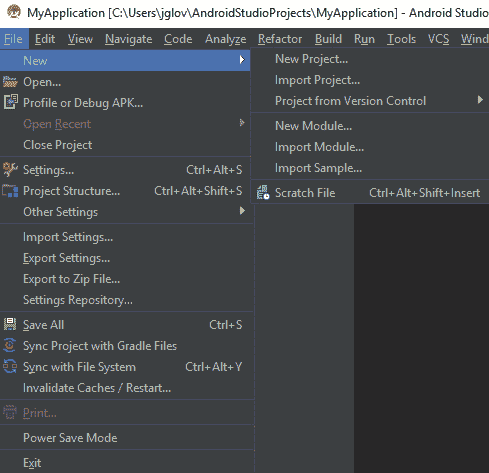 MyApplication [C:\Users\jglov\AndroidStudioProjects\MyApplication] - Android Studio
File Edit View Navigate Code Analyze Refactor Build Run Tools VCS Wind
New
Open...
Profile or Debug APK...
Open Recent
Close Project
Settings... Ctrl+Alt+S
Project Structure... Ctrl+Alt+Shift+S
Other Settings
Import Settings...
Export Settings...
Export to Zip File...
Settings Repository...
Save All Ctrl+S
Sync Project with Gradle Files
Sync with File System Ctrl+Alt+Y
Invalidate Caches / Restart...
Print...
Power Save Mode
Exit
New Project...
Import Project...
Project from Version Control
New Module...
Import Module...
Import Sample...
Scratch File Ctrl+Alt+Shift+Insert